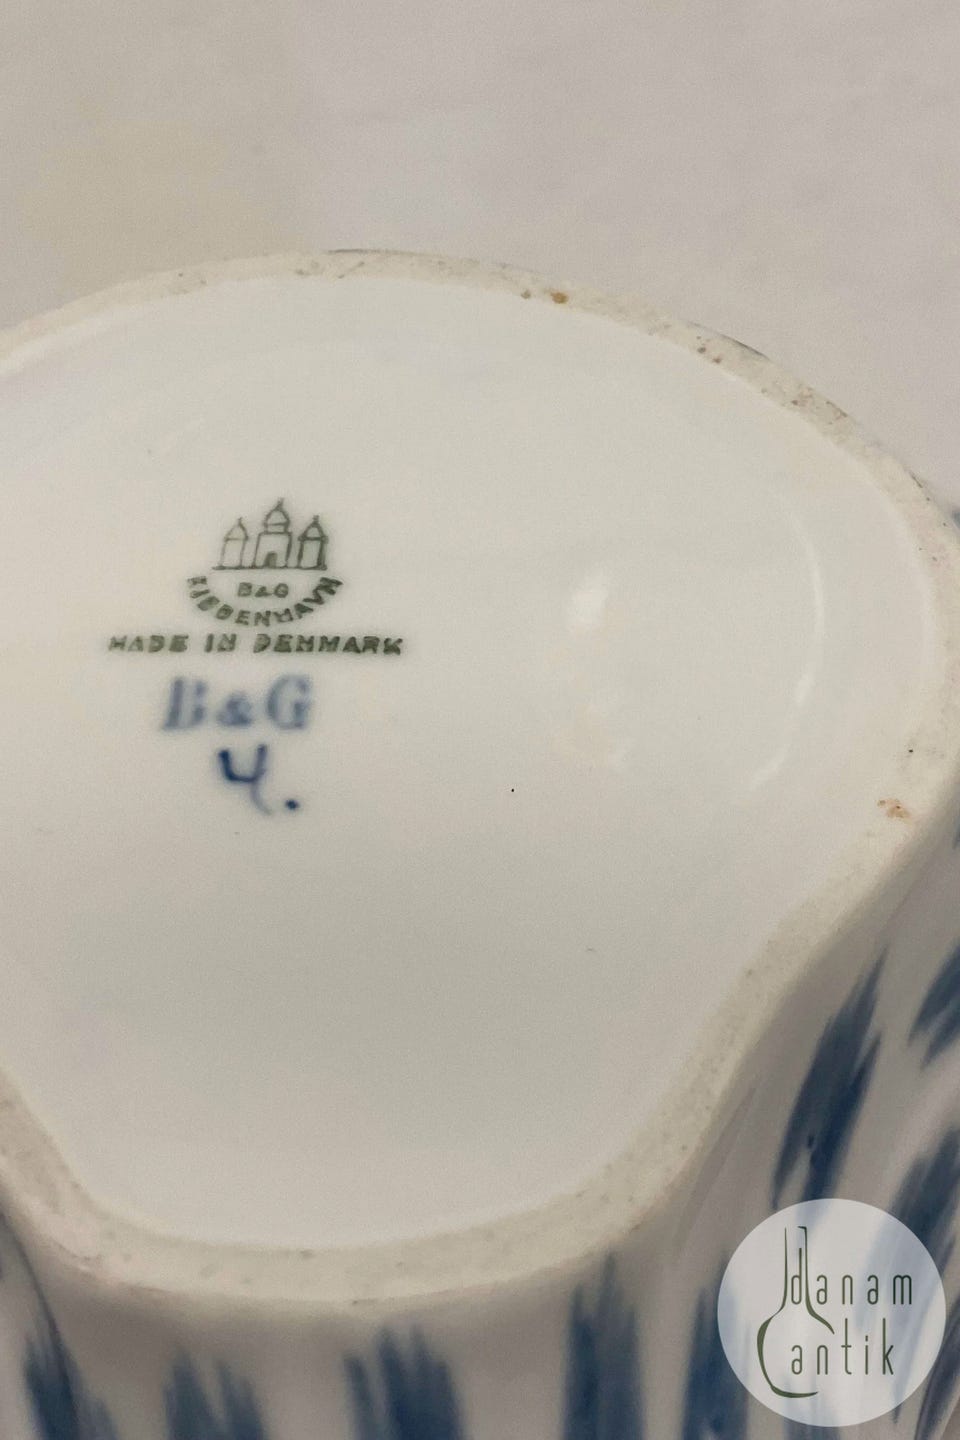 B&G
KJØBENHAVN
MADE IN DENMARK
B&G
4.
danam
antik